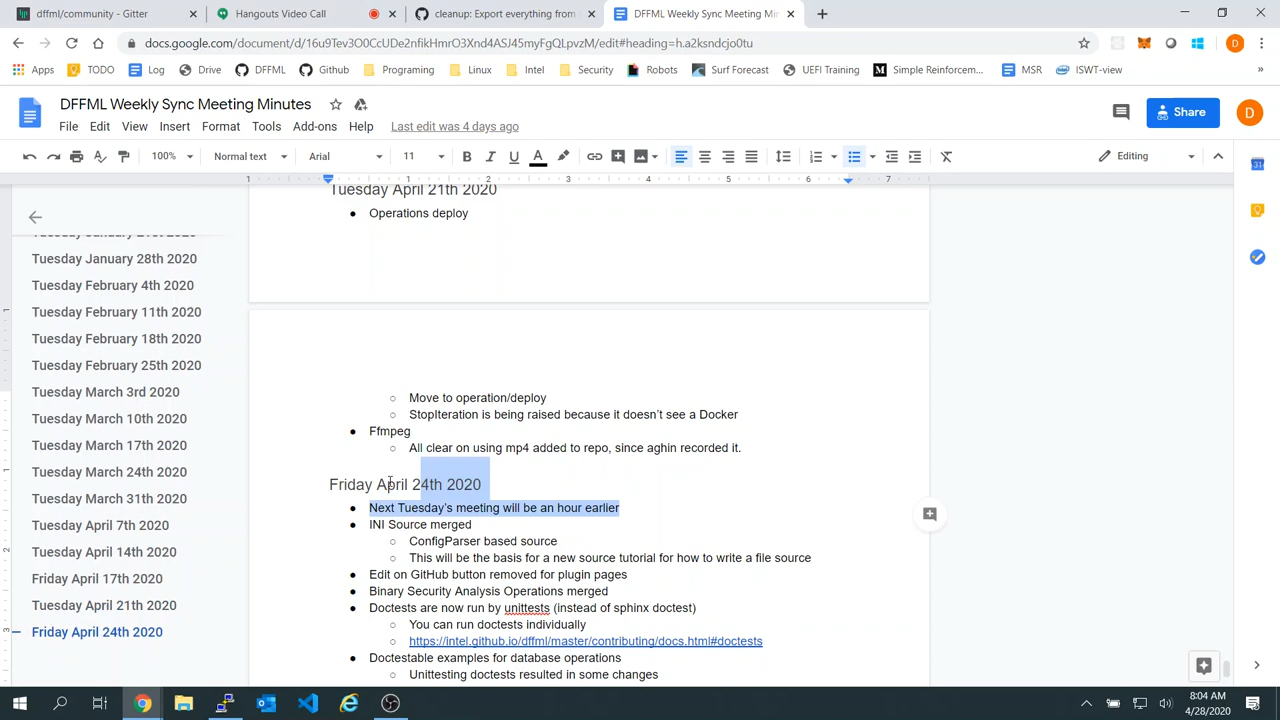 dffml/community - Gitter
Hangouts Video Call
cleanup: Export everything from
DFFML Weekly Sync Meeting Min
docs.google.com/document/d/16u9Tev3O0CcUDe2nfikHmrO3Xnd4ASJ45myFgQLpvzM/edit#heading=h.a2ksndcjo0tu
Apps TODO Log Drive DFFML Github Programing Linux Intel Security Robots Surf Forecast UEFI Training Simple Reinforcem... MSR ISWT-view »
DFFML Weekly Sync Meeting Minutes
Share
D
File Edit View Insert Format Tools Add-ons Help Last edit was 4 days ago
100% Normal text Arial 11 Editing
1 1 2 3 4 5 6 7
Tuesday January 28th 2020
Tuesday February 4th 2020
Tuesday February 11th 2020
Tuesday February 18th 2020
Tuesday February 25th 2020
Tuesday March 3rd 2020
Tuesday March 10th 2020
Tuesday March 17th 2020
Tuesday March 24th 2020
Tuesday March 31th 2020
Tuesday April 7th 2020
Tuesday April 14th 2020
Friday April 17th 2020
Tuesday April 21th 2020
Friday April 24th 2020
Tuesday April 21th 2020
● Operations deploy
○ Move to operation/deploy
○ StopIteration is being raised because it doesn't see a Docker
● Ffmpeg
○ All clear on using mp4 added to repo, since aghin recorded it.
Friday April 24th 2020
● Next Tuesday's meeting will be an hour earlier
● INI Source merged
○ ConfigParser based source
○ This will be the basis for a new source tutorial for how to write a file source
● Edit on GitHub button removed for plugin pages
● Binary Security Analysis Operations merged
● Doctests are now run by unittests (instead of sphinx doctest)
○ You can run doctests individually
○ https://intel.github.io/dffml/master/contributing/docs.html#doctests
● Doctestable examples for database operations
○ Unittesting doctests resulted in some changes
8:04 AM
4/28/2020